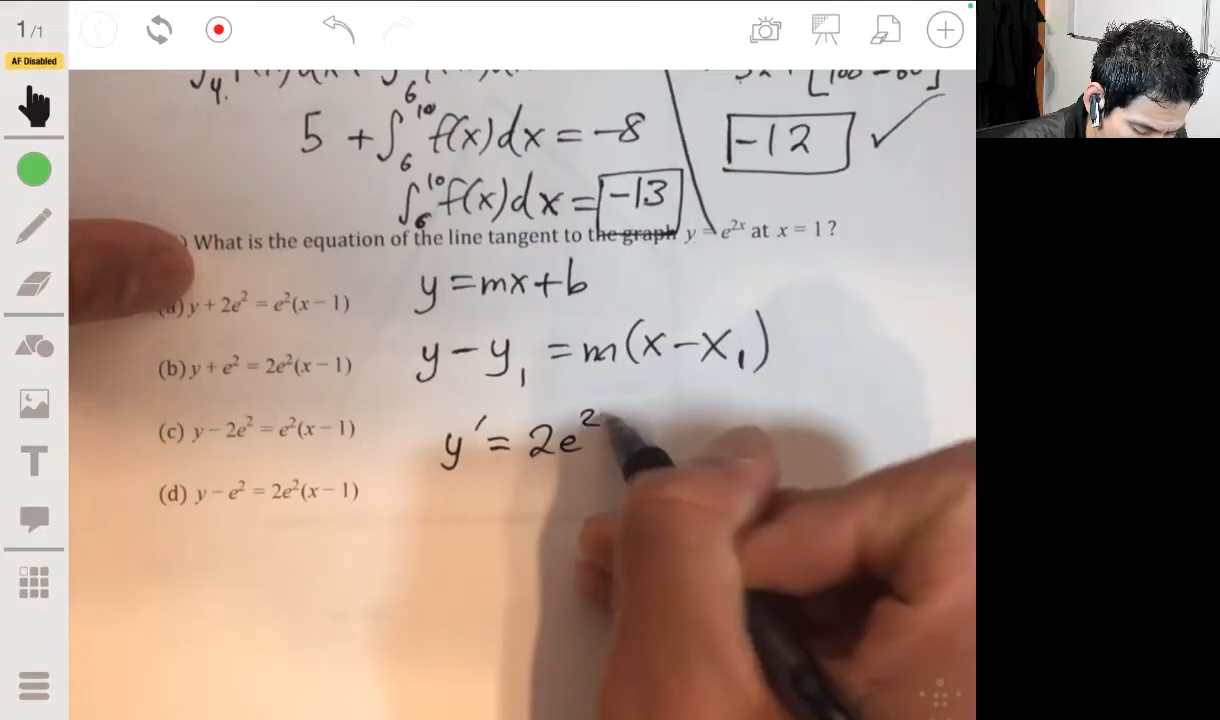 1/1
AF Disabled
5 + ∫₆¹⁰ f(x)dx = -8
-12 ✓
∫₆¹⁰ f(x)dx = -13
What is the equation of the line tangent to the graph y = e²ˣ at x = 1?
y = mx + b
(a) y + 2e² = e²(x − 1)
y - y₁ = m(x - x₁)
(b) y + e² = 2e²(x − 1)
(c) y − 2e² = e²(x − 1)
y' = 2e²
(d) y − e² = 2e²(x − 1)
T